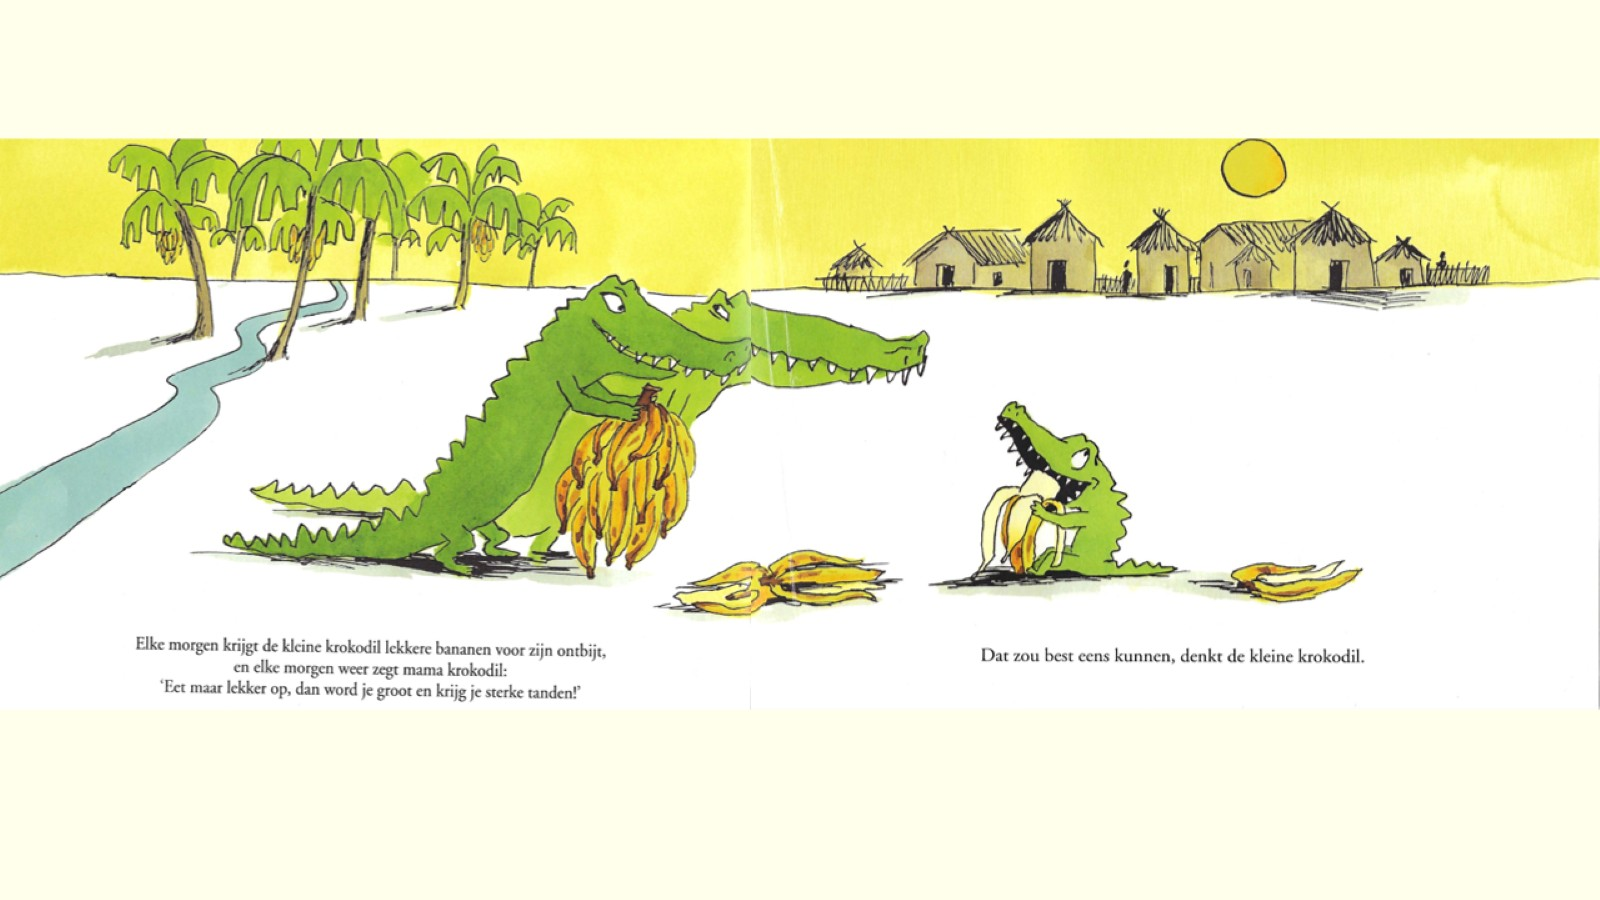 Elke morgen krijgt de kleine krokodil lekkere bananen voor zijn ontbijt,
en elke morgen weer zegt mama krokodil:
‘Eet maar lekker op, dan word je groot en krijg je sterke tanden!’
Dat zou best eens kunnen, denkt de kleine krokodil.